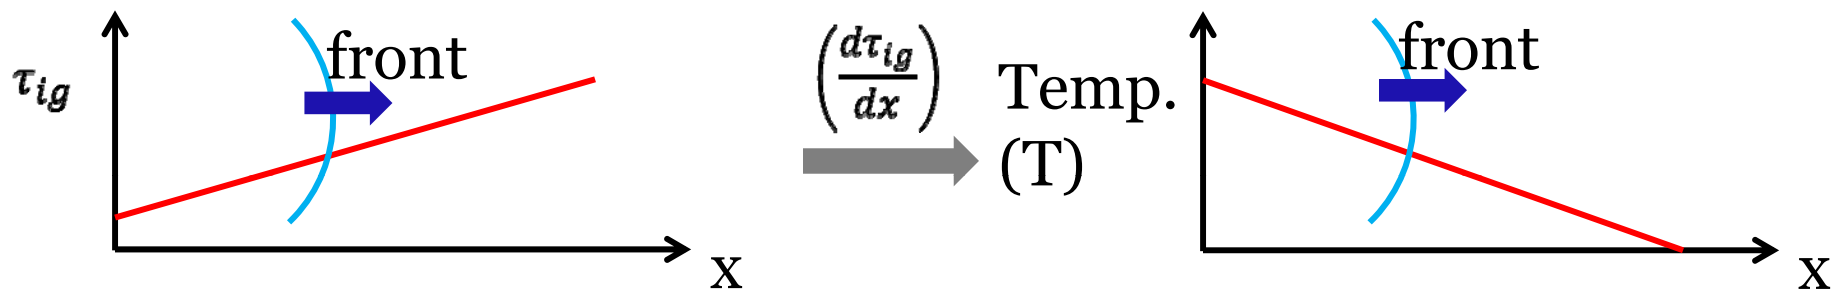 τ_ig
front
x
(dτ_ig/dx)
Temp.
(T)
front
x